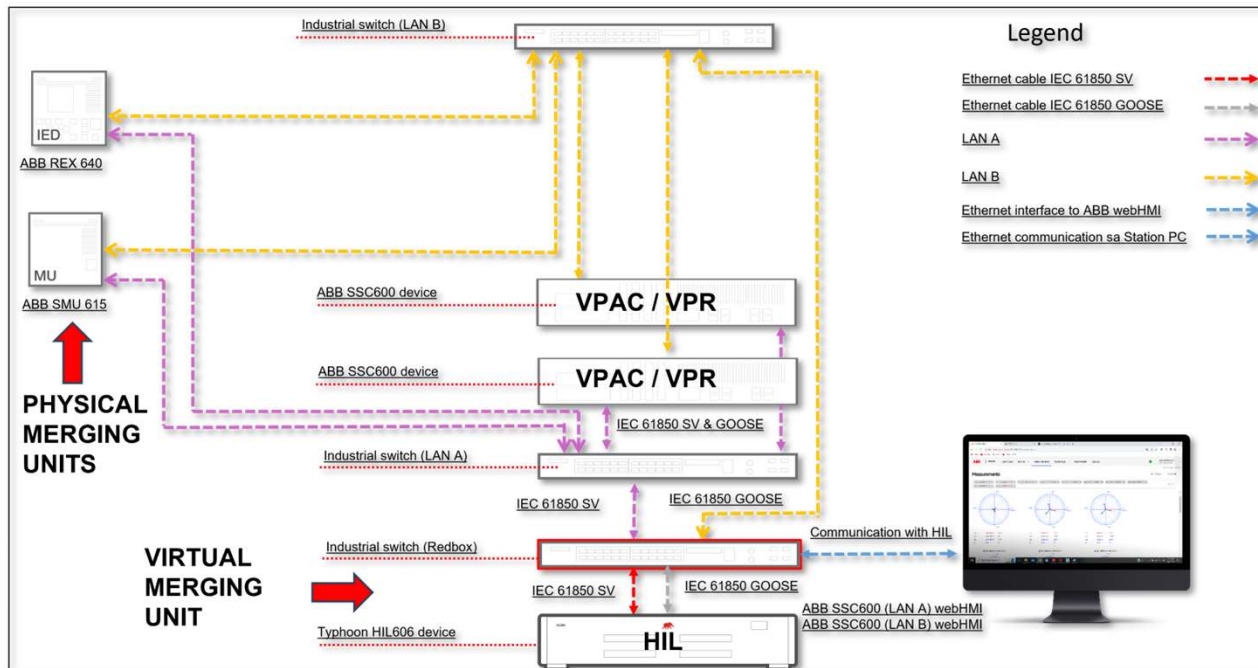 Industrial switch (LAN B)
Legend
Ethernet cable IEC 61850 SV
Ethernet cable IEC 61850 GOOSE
LAN A
LAN B
Ethernet interface to ABB webHMI
Ethernet communication sa Station PC
IED
ABB REX 640
MU
ABB SMU 615
PHYSICAL
MERGING
UNITS
ABB SSC600 device
VPAC / VPR
ABB SSC600 device
VPAC / VPR
IEC 61850 SV & GOOSE
Industrial switch (LAN A)
IEC 61850 SV
IEC 61850 GOOSE
Measurements
VIRTUAL
MERGING
UNIT
Industrial switch (Redbox)
Communication with HIL
IEC 61850 SV
IEC 61850 GOOSE
Typhoon HIL606 device
HIL
ABB SSC600 (LAN A) webHMI
ABB SSC600 (LAN B) webHMI